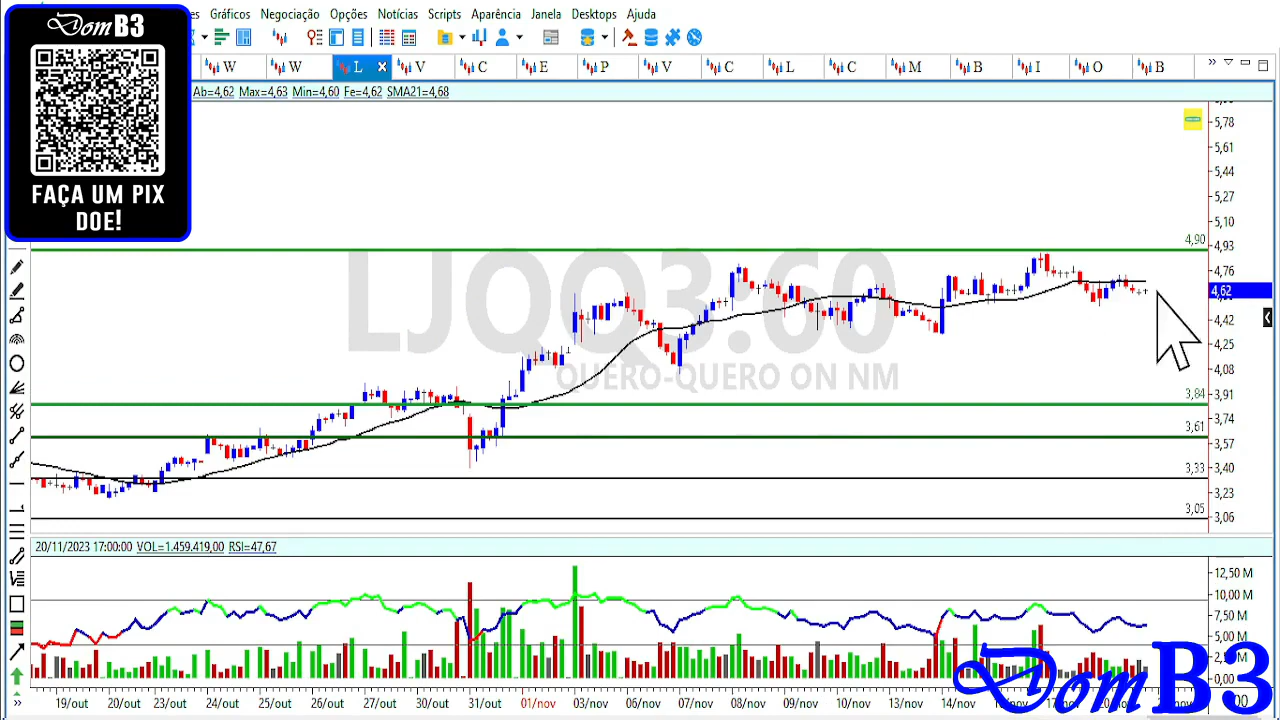 Gráficos Negociação Opções Notícias Scripts Aparência Janela Desktops Ajuda
DomB3
FAÇA UM PIX
DOE!
W W L V C E P V C L C M B I O B
Ab=4,62 Max=4,63 Min=4,60 Fe=4,62 SMA21=4,68
LJQQ3:60
QUERO-QUERO ON NM
5,78
5,61
5,44
5,27
5,10
4,90
4,93
4,76
4,62
4,42
4,25
4,08
3,84
3,91
3,74
3,61
3,57
3,33
3,40
3,23
3,05
3,06
20/11/2023 17:00:00 VOL=1.459.419,00 RSI=47,67
12,50 M
10,00 M
7,50 M
5,00 M
19/out 20/out 23/out 24/out 25/out 26/out 27/out 30/out 31/out 01/nov 03/nov 06/nov 07/nov 08/nov 09/nov 10/nov 13/nov 14/nov
DomB3